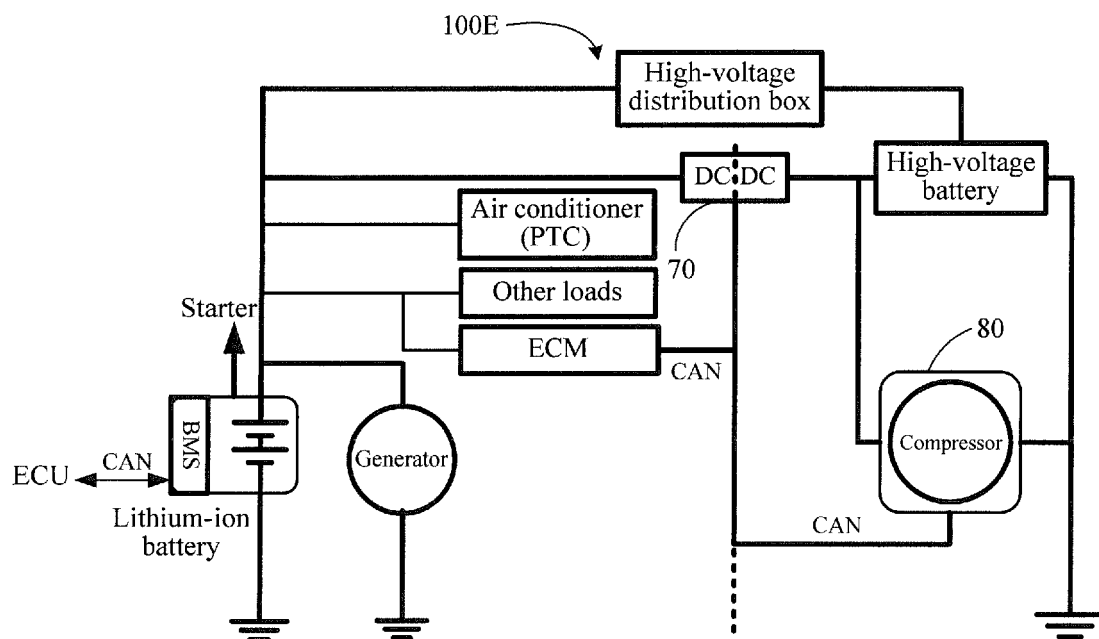 100E
High-voltage
distribution box
DC DC
High-voltage
battery
Air conditioner
(PTC)
70
Other loads
Starter
ECM
CAN
80
BMS
Generator
Compressor
ECU
CAN
Lithium-ion
battery
CAN